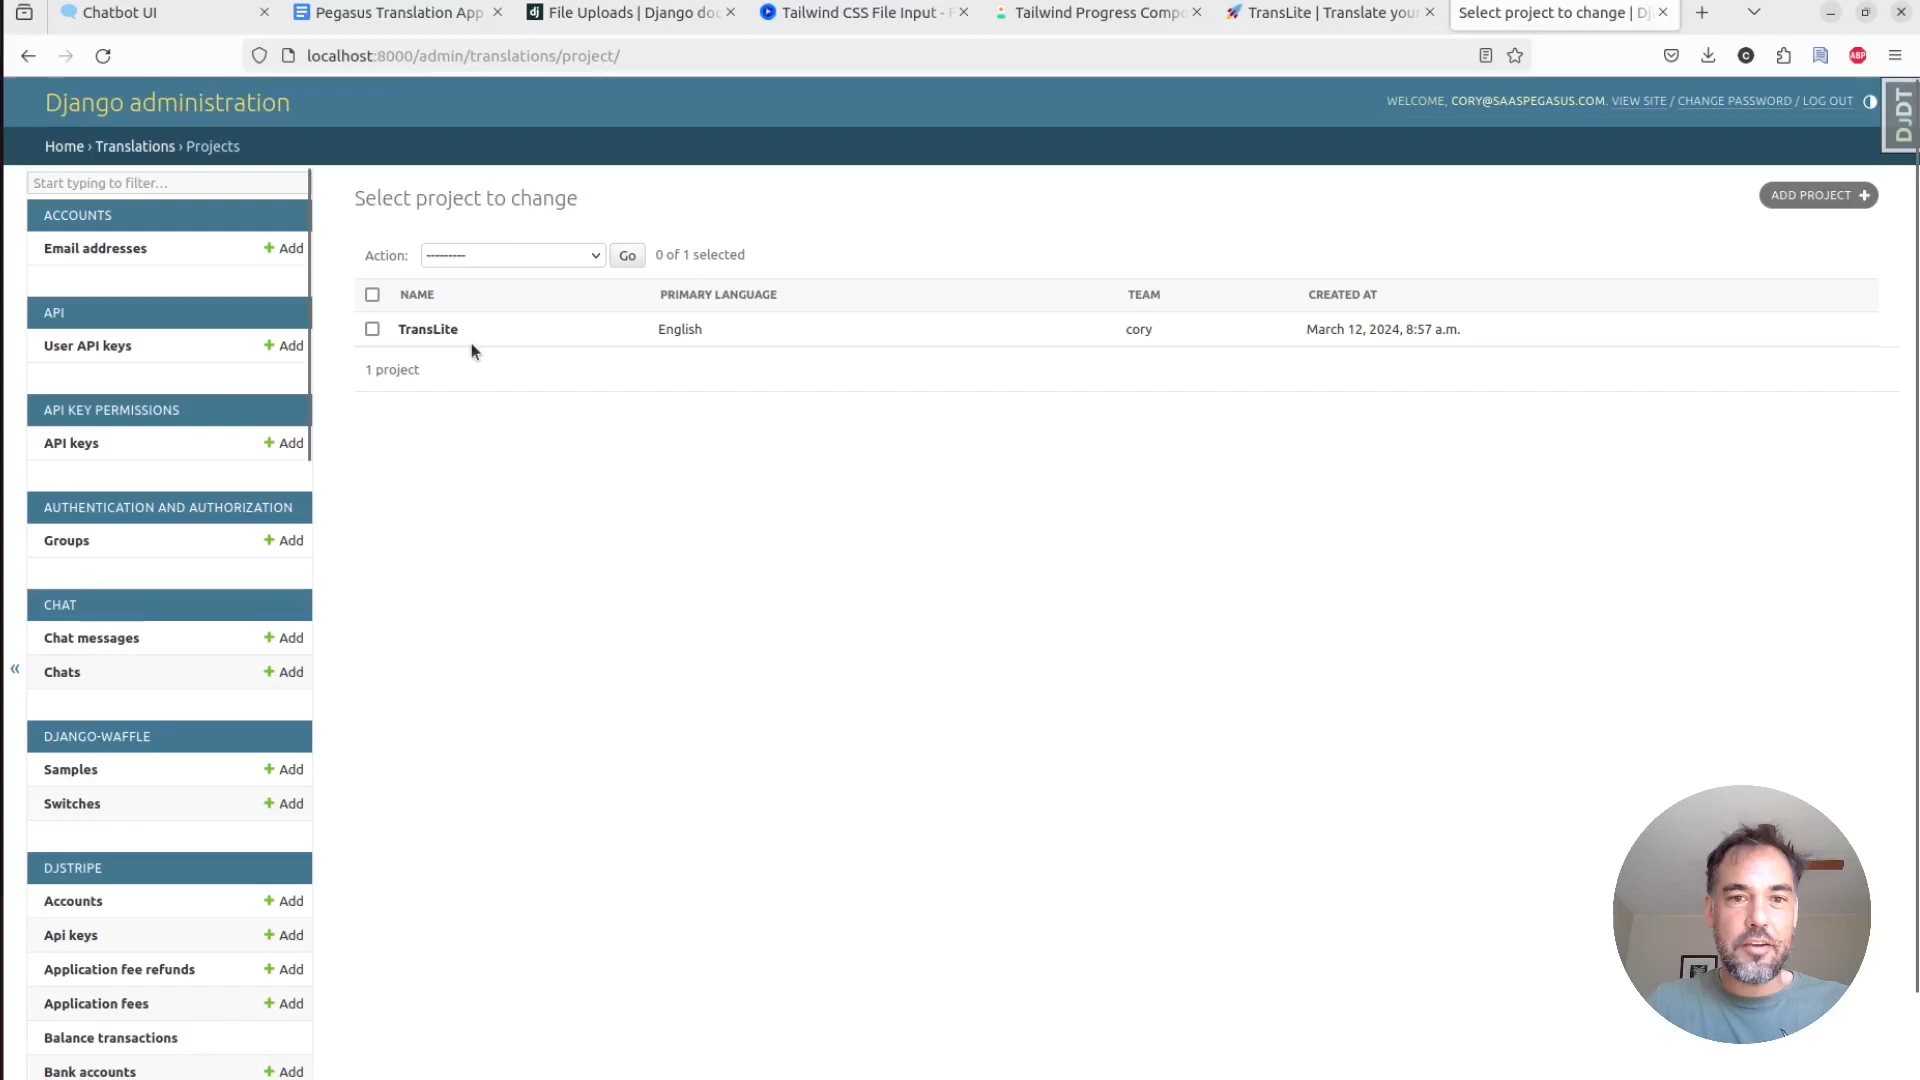 Chatbot UI
Pegasus Translation App
File Uploads | Django doc
Tailwind CSS File Input - F
Tailwind Progress Compo
TransLite | Translate your
Select project to change | Dj
localhost:8000/admin/translations/project/
ABP
Django administration
WELCOME, CORY@SAASPEGASUS.COM. VIEW SITE / CHANGE PASSWORD / LOG OUT
DJDT
Home › Translations › Projects
Start typing to filter…
Select project to change
ADD PROJECT +
ACCOUNTS
Email addresses + Add
Action: --------- Go 0 of 1 selected
NAME PRIMARY LANGUAGE TEAM CREATED AT
TransLite English cory March 12, 2024, 8:57 a.m.
1 project
API
User API keys + Add
API KEY PERMISSIONS
API keys + Add
AUTHENTICATION AND AUTHORIZATION
Groups + Add
CHAT
Chat messages + Add
Chats + Add
«
DJANGO-WAFFLE
Samples + Add
Switches + Add
DJSTRIPE
Accounts + Add
Api keys + Add
Application fee refunds + Add
Application fees + Add
Balance transactions
Bank accounts + Add